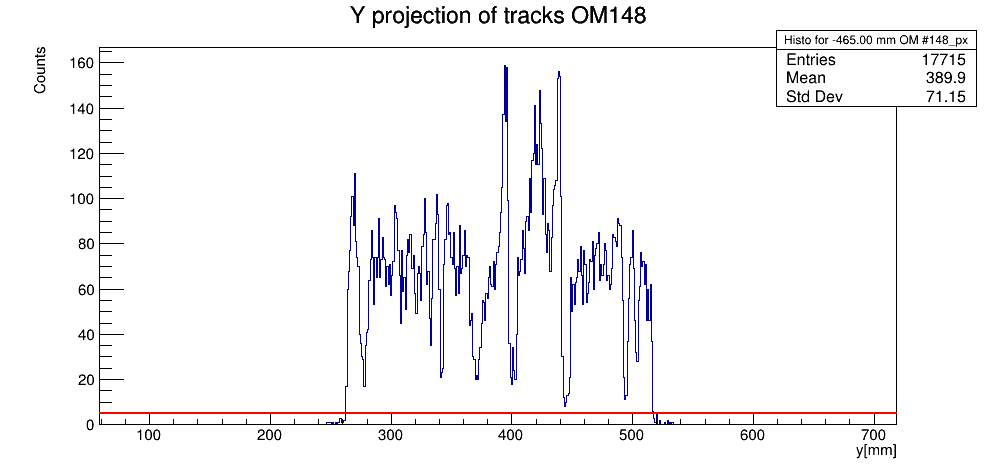 Y projection of tracks OM148
Histo for -465.00 mm OM #148_px
Entries 17715
Mean 389.9
Std Dev 71.15
Counts
160
140
120
100
80
60
40
20
0
100 200 300 400 500 600 700
y[mm]